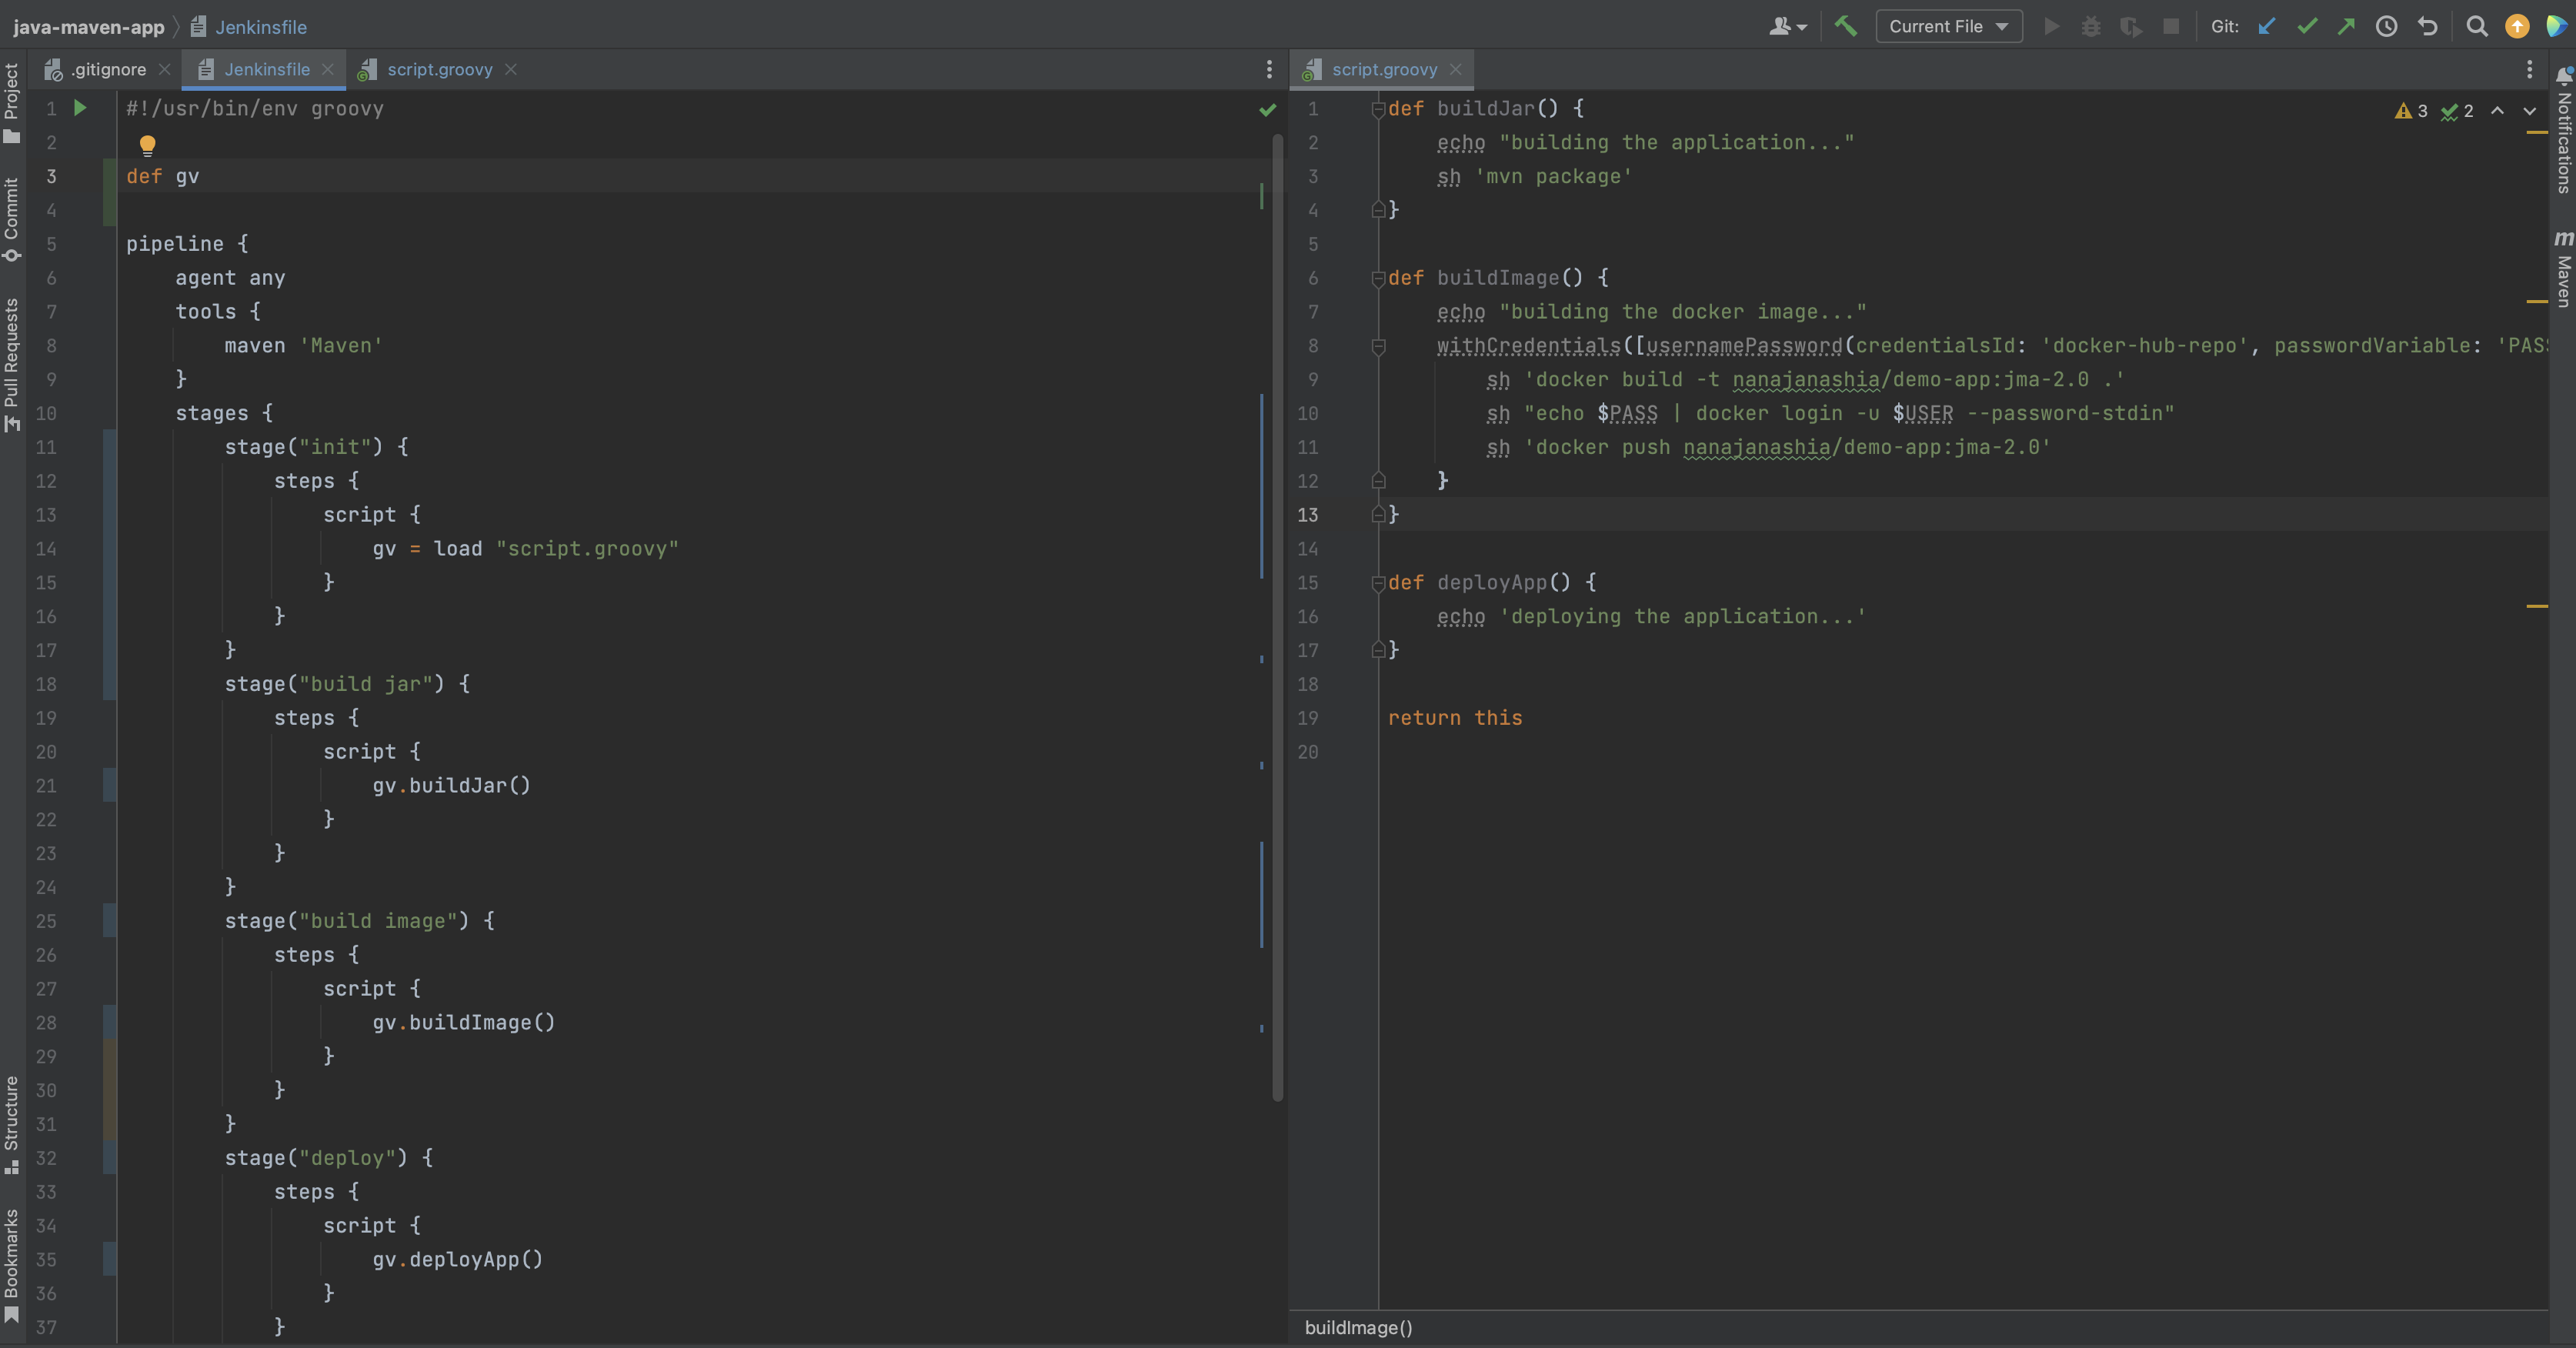 java-maven-app Jenkinsfile
Current File
Git:
.gitignore Jenkinsfile script.groovy
script.groovy
Project
Commit
Pull Requests
Structure
Bookmarks
1 #!/usr/bin/env groovy
2
3 def gv
4
5 pipeline {
6 agent any
7 tools {
8 maven 'Maven'
9 }
10 stages {
11 stage("init") {
12 steps {
13 script {
14 gv = load "script.groovy"
15 }
16 }
17 }
18 stage("build jar") {
19 steps {
20 script {
21 gv.buildJar()
22 }
23 }
24 }
25 stage("build image") {
26 steps {
27 script {
28 gv.buildImage()
29 }
30 }
31 }
32 stage("deploy") {
33 steps {
34 script {
35 gv.deployApp()
36 }
37 }
1 def buildJar() {
2 echo "building the application..."
3 sh 'mvn package'
4 }
5
6 def buildImage() {
7 echo "building the docker image..."
8 withCredentials([usernamePassword(credentialsId: 'docker-hub-repo', passwordVariable: 'PAS
9 sh 'docker build -t nanajanashia/demo-app:jma-2.0 .'
10 sh "echo $PASS | docker login -u $USER --password-stdin"
11 sh 'docker push nanajanashia/demo-app:jma-2.0'
12 }
13 }
14
15 def deployApp() {
16 echo 'deploying the application...'
17 }
18
19 return this
20
3 2
buildImage()
Notifications
m Maven